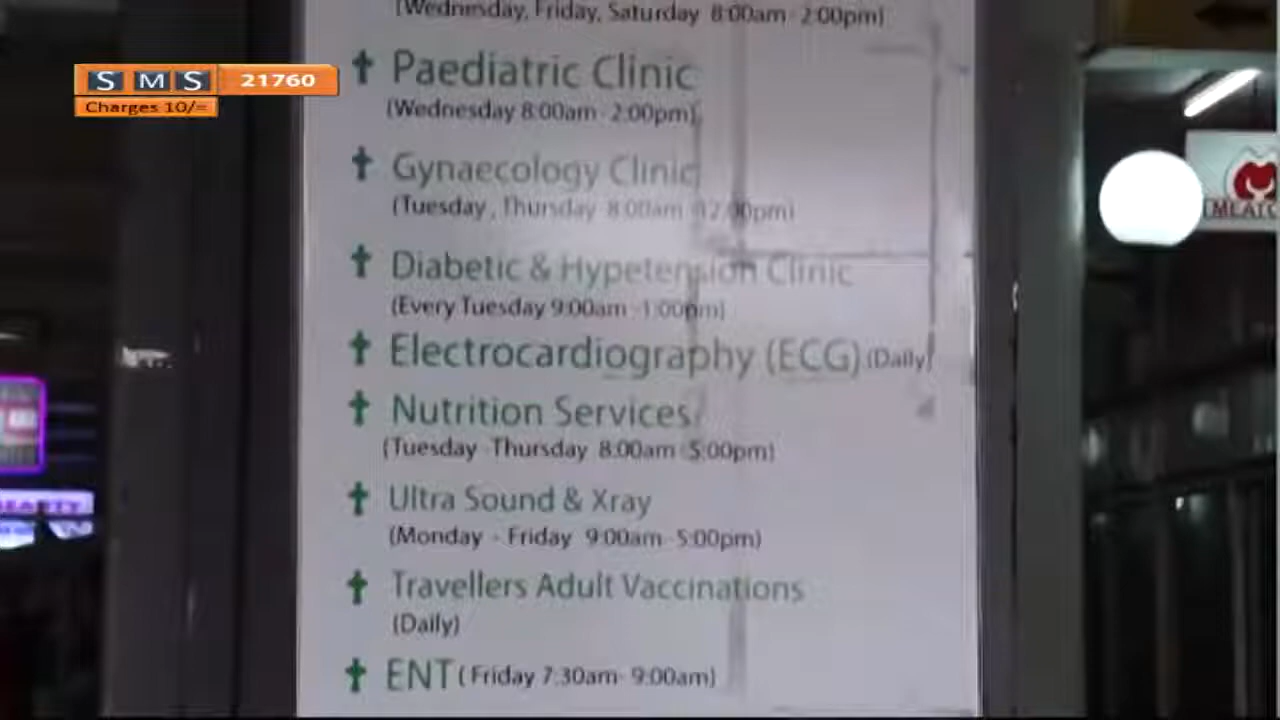 (Wednesday, Friday, Saturday 8:00am - 2:00pm)
SMS 21760
Charges 10/=
Paediatric Clinic
(Wednesday 8:00am - 2:00pm)
Gynaecology Clinic
(Tuesday, Thursday 8:00am - 12:00pm)
Diabetic & Hypetension Clinic
(Every Tuesday 9:00am - 1:00pm)
Electrocardiography (ECG) (Daily)
Nutrition Services
(Tuesday - Thursday 8:00am - 5:00pm)
Ultra Sound & Xray
(Monday - Friday 9:00am - 5:00pm)
Travellers Adult Vaccinations
(Daily)
ENT (Friday 7:30am - 9:00am)